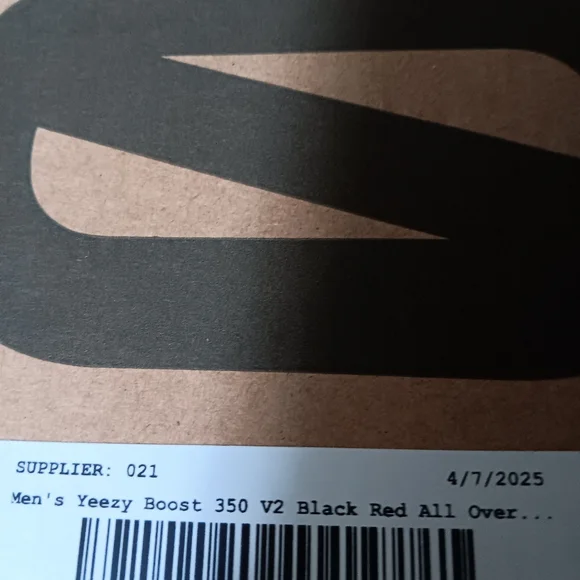 SUPPLIER: 021 4/7/2025
Men's Yeezy Boost 350 V2 Black Red All Over...